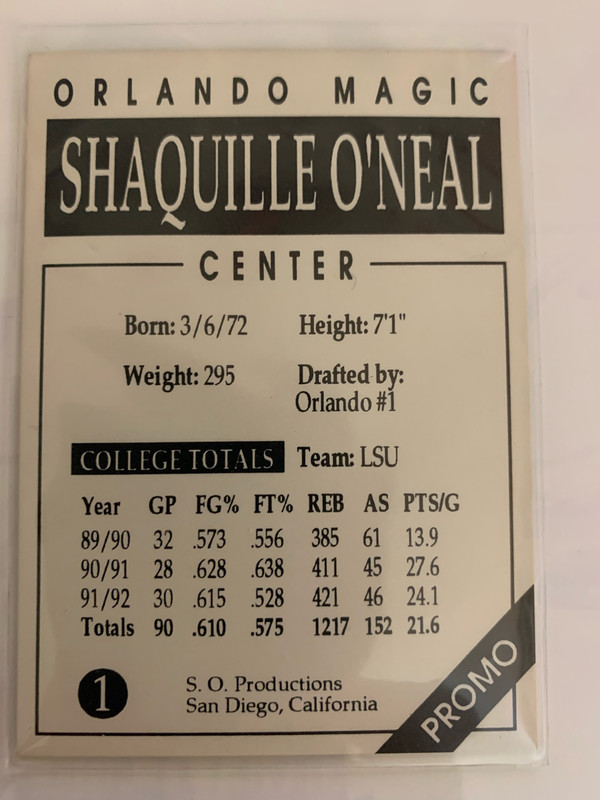 ORLANDO MAGIC
SHAQUILLE O'NEAL
CENTER
Born: 3/6/72 Height: 7'1"
Weight: 295 Drafted by:
Orlando #1
COLLEGE TOTALS Team: LSU
Year GP FG% FT% REB AS PTS/G
89/90 32 .573 .556 385 61 13.9
90/91 28 .628 .638 411 45 27.6
91/92 30 .615 .528 421 46 24.1
Totals 90 .610 .575 1217 152 21.6
1
S. O. Productions
San Diego, California
PROMO